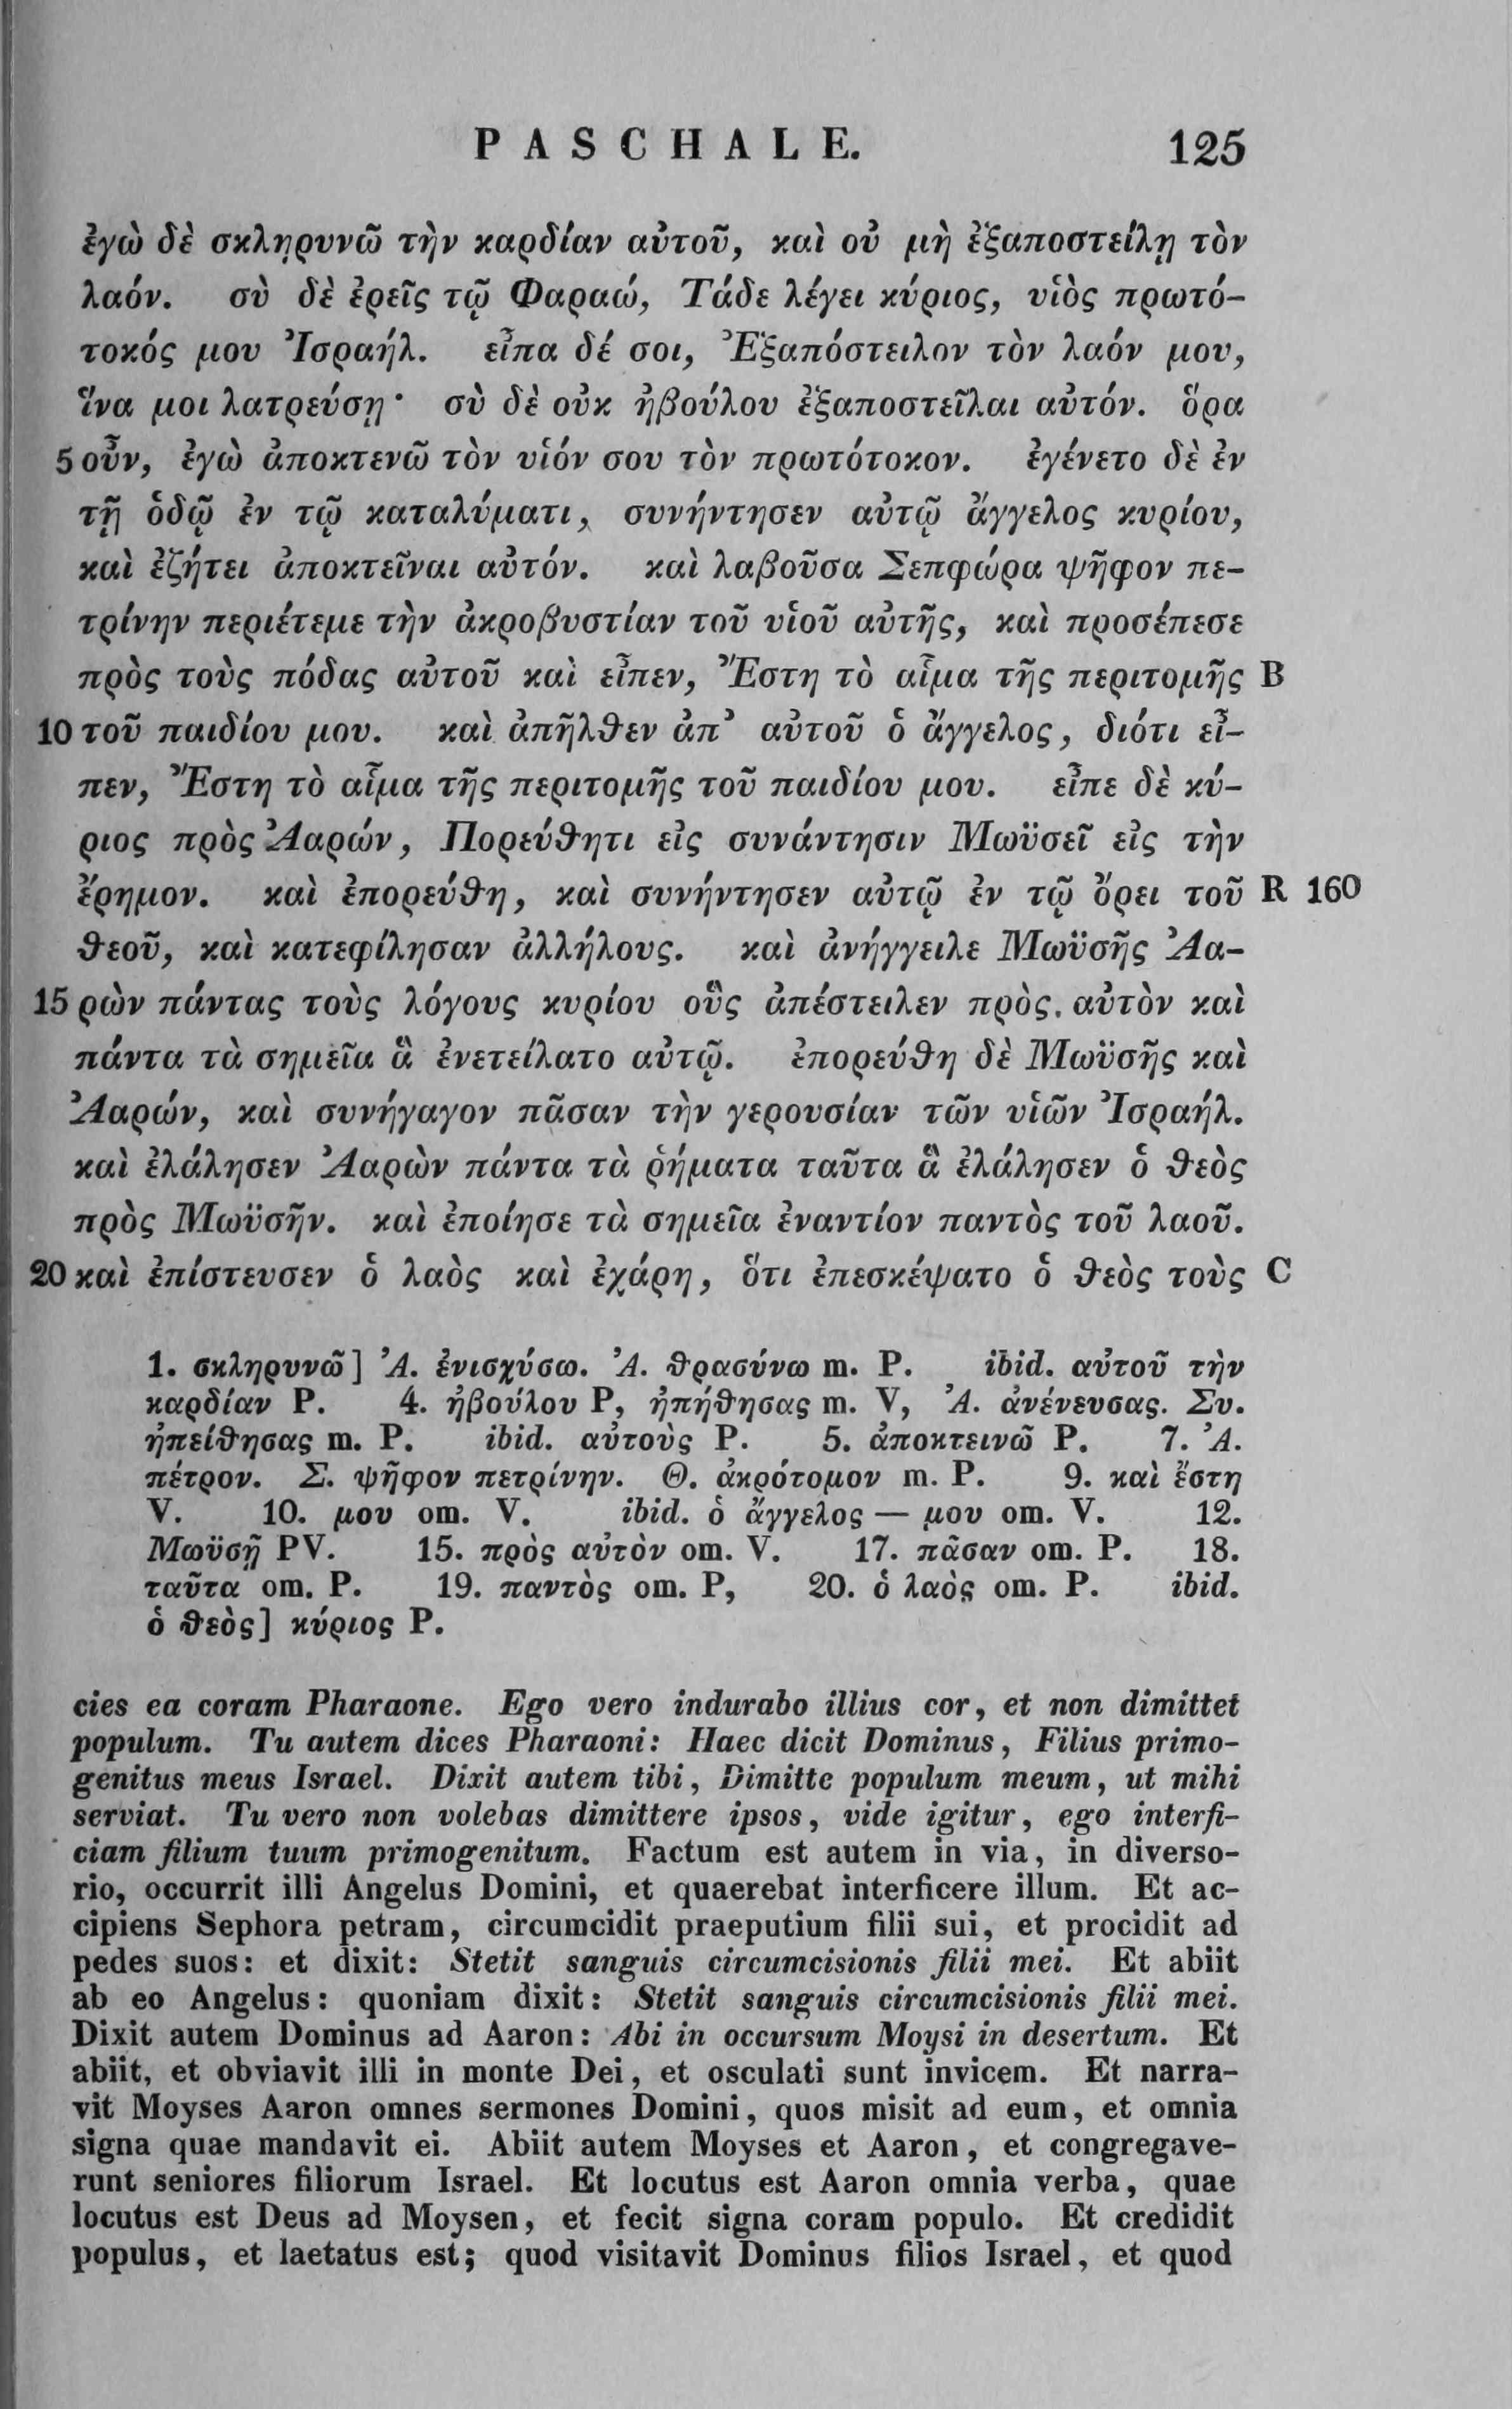 PASCHALE. 125
ἐγὼ δὲ σκληρυνῶ τὴν καρδίαν αὐτοῦ, καὶ οὐ μὴ ἐξαποστείλῃ τὸν
λαόν. σὺ δὲ ἐρεῖς τῷ Φαραώ, Τάδε λέγει κύριος, υἱὸς πρωτό-
τοκός μου Ἰσραήλ. εἶπα δέ σοι, Ἐξαπόστειλον τὸν λαόν μου,
ἵνα μοι λατρεύσῃ· σὺ δὲ οὐκ ἠβούλου ἐξαποστεῖλαι αὐτόν. ὅρα
5 οὖν, ἐγὼ ἀποκτενῶ τὸν υἱόν σου τὸν πρωτότοκον. ἐγένετο δὲ ἐν
τῇ ὁδῷ ἐν τῷ καταλύματι, συνήντησεν αὐτῷ ἄγγελος κυρίου,
καὶ ἐζήτει ἀποκτεῖναι αὐτόν. καὶ λαβοῦσα Σεπφώρα ψῆφον πε-
τρίνην περιέτεμε τὴν ἀκροβυστίαν τοῦ υἱοῦ αὐτῆς, καὶ προσέπεσε
πρὸς τοὺς πόδας αὐτοῦ καὶ εἶπεν, Ἔστη τὸ αἷμα τῆς περιτομῆς B
10 τοῦ παιδίου μου. καὶ ἀπῆλθεν ἀπ’ αὐτοῦ ὁ ἄγγελος, διότι εἶ-
πεν, Ἔστη τὸ αἷμα τῆς περιτομῆς τοῦ παιδίου μου. εἶπε δὲ κύ-
ριος πρὸς Ἀαρών, Πορεύθητι εἰς συνάντησιν Μωϋσεῖ εἰς τὴν
ἔρημον. καὶ ἐπορεύθη, καὶ συνήντησεν αὐτῷ ἐν τῷ ὄρει τοῦ R 160
θεοῦ, καὶ κατεφίλησαν ἀλλήλους. καὶ ἀνήγγειλε Μωϋσῆς Ἀα-
15 ρὼν πάντας τοὺς λόγους κυρίου οὓς ἀπέστειλεν πρὸς αὐτὸν καὶ
πάντα τὰ σημεῖα ἃ ἐνετείλατο αὐτῷ. ἐπορεύθη δὲ Μωϋσῆς καὶ
Ἀαρών, καὶ συνήγαγον πᾶσαν τὴν γερουσίαν τῶν υἱῶν Ἰσραήλ.
καὶ ἐλάλησεν Ἀαρὼν πάντα τὰ ῥήματα ταῦτα ἃ ἐλάλησεν ὁ θεὸς
πρὸς Μωϋσῆν. καὶ ἐποίησε τὰ σημεῖα ἐναντίον παντὸς τοῦ λαοῦ.
20 καὶ ἐπίστευσεν ὁ λαὸς καὶ ἐχάρη, ὅτι ἐπεσκέψατο ὁ θεὸς τοὺς C
1. σκληρυνῶ] Ἀ. ἐνισχύσω. Ἀ. θρασύνω m. P. ibid. αὐτοῦ τὴν
καρδίαν P. 4. ἠβούλου P, ἠπήθησας m. V, Ἀ. ἀνένευσας. Συ.
ἠπείθησας m. P. ibid. αὐτοὺς P. 5. ἀποκτεινῶ P. 7. Ἀ.
πέτρον. Σ. ψῆφον πετρίνην. Θ. ἀκρότομον m. P. 9. καὶ ἔστη
V. 10. μου om. V. ibid. ὁ ἄγγελος — μου om. V. 12.
Μωϋσῇ PV. 15. πρὸς αὐτὸν om. V. 17. πᾶσαν om. P. 18.
ταῦτα om. P. 19. παντὸς om. P, 20. ὁ λαὸς om. P. ibid.
ὁ θεὸς] κύριος P.
cies ea coram Pharaone. Ego vero indurabo illius cor, et non dimittet
populum. Tu autem dices Pharaoni: Haec dicit Dominus, Filius primo-
genitus meus Israel. Dixit autem tibi, Dimitte populum meum, ut mihi
serviat. Tu vero non volebas dimittere ipsos, vide igitur, ego interfi-
ciam filium tuum primogenitum. Factum est autem in via, in diverso-
rio, occurrit illi Angelus Domini, et quaerebat interficere illum. Et ac-
cipiens Sephora petram, circumcidit praeputium filii sui, et procidit ad
pedes suos: et dixit: Stetit sanguis circumcisionis filii mei. Et abiit
ab eo Angelus: quoniam dixit: Stetit sanguis circumcisionis filii mei.
Dixit autem Dominus ad Aaron: Abi in occursum Moysi in desertum. Et
abiit, et obviavit illi in monte Dei, et osculati sunt invicem. Et narra-
vit Moyses Aaron omnes sermones Domini, quos misit ad eum, et omnia
signa quae mandavit ei. Abiit autem Moyses et Aaron, et congregave-
runt seniores filiorum Israel. Et locutus est Aaron omnia verba, quae
locutus est Deus ad Moysen, et fecit signa coram populo. Et credidit
populus, et laetatus est; quod visitavit Dominus filios Israel, et quod